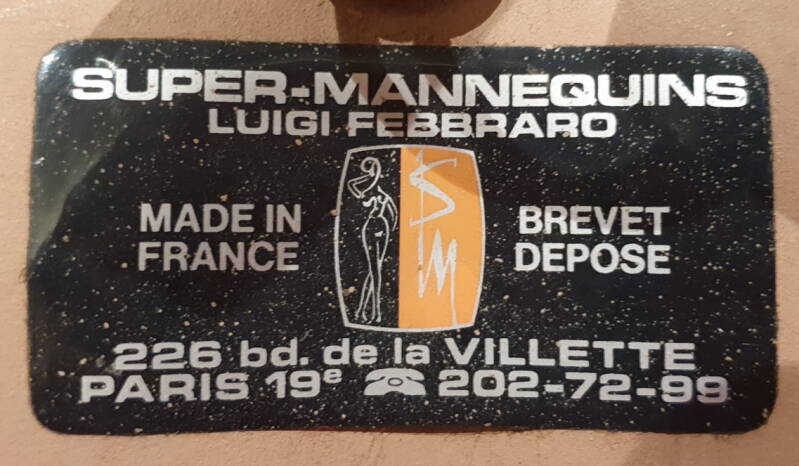 SUPER-MANNEQUINS
LUIGI FEBBRARO
MADE IN
FRANCE
SM
BREVET
DEPOSE
226 bd. de la VILLETTE
PARIS 19e ☎ 202-72-99